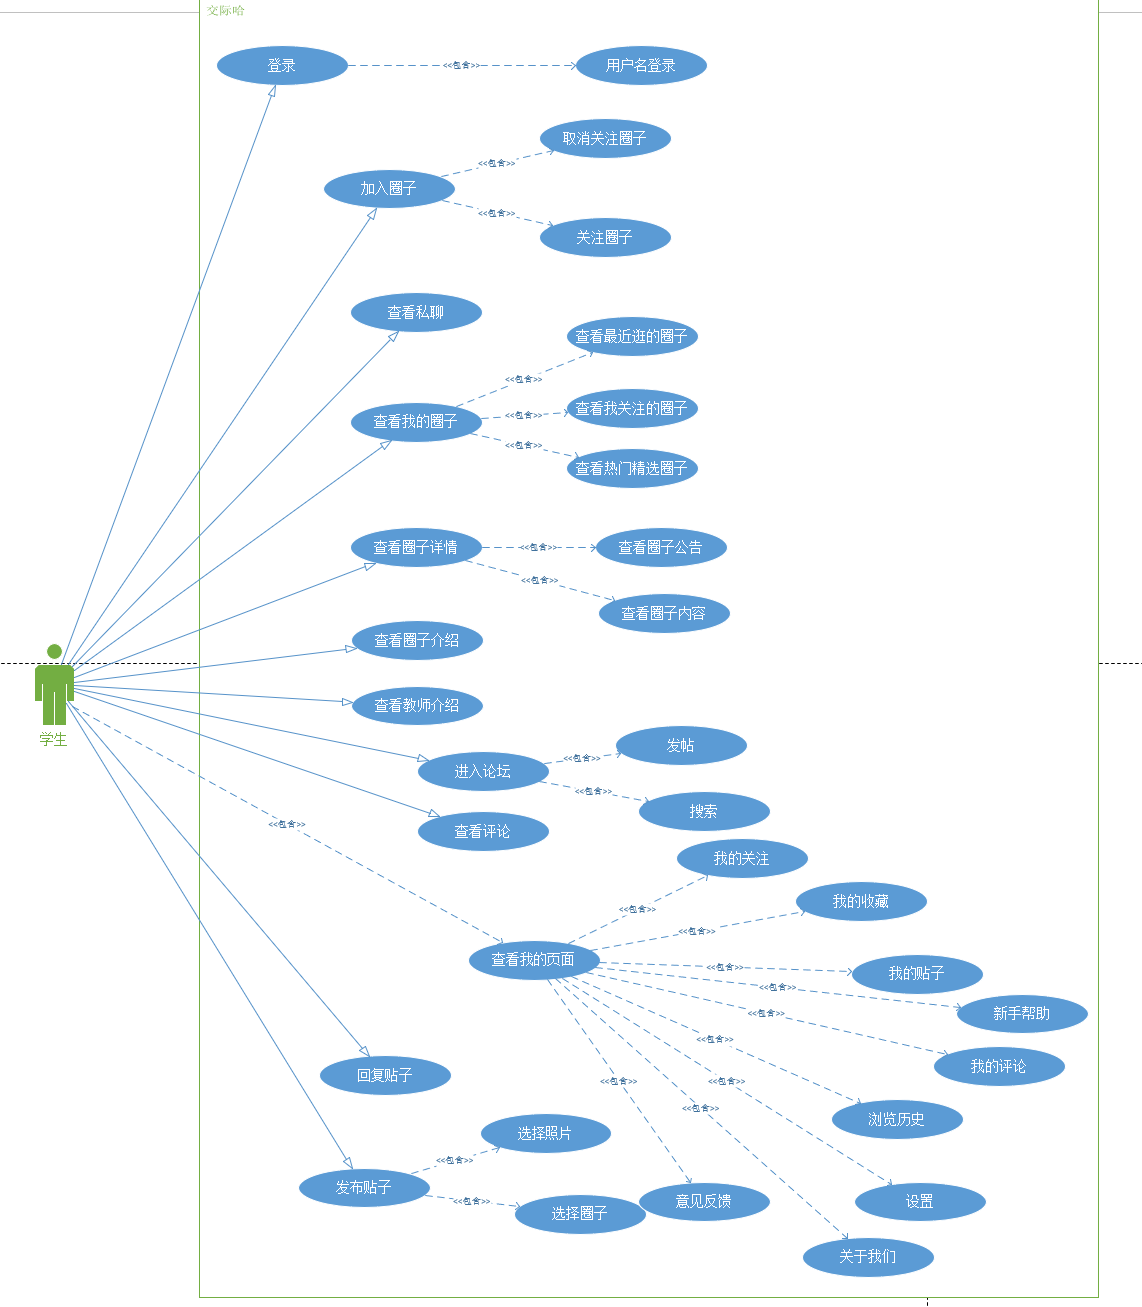 交际哈
登录
<<包含>>
用户名登录
取消关注圈子
<<包含>>
加入圈子
<<包含>>
关注圈子
查看私聊
查看最近逛的圈子
<<包含>>
查看我关注的圈子
<<包含>>
查看我的圈子
<<包含>>
查看热门精选圈子
查看圈子详情
<<包含>>
查看圈子公告
<<包含>>
查看圈子内容
查看圈子介绍
查看教师介绍
学生
发帖
<<包含>>
进入论坛
<<包含>>
搜索
<<包含>>
查看评论
我的关注
我的收藏
<<包含>>
<<包含>>
查看我的页面
<<包含>>
我的贴子
<<包含>>
新手帮助
<<包含>>
<<包含>>
我的评论
回复贴子
<<包含>>
<<包含>>
<<包含>>
浏览历史
选择照片
<<包含>>
发布贴子
<<包含>>
选择圈子
意见反馈
设置
关于我们